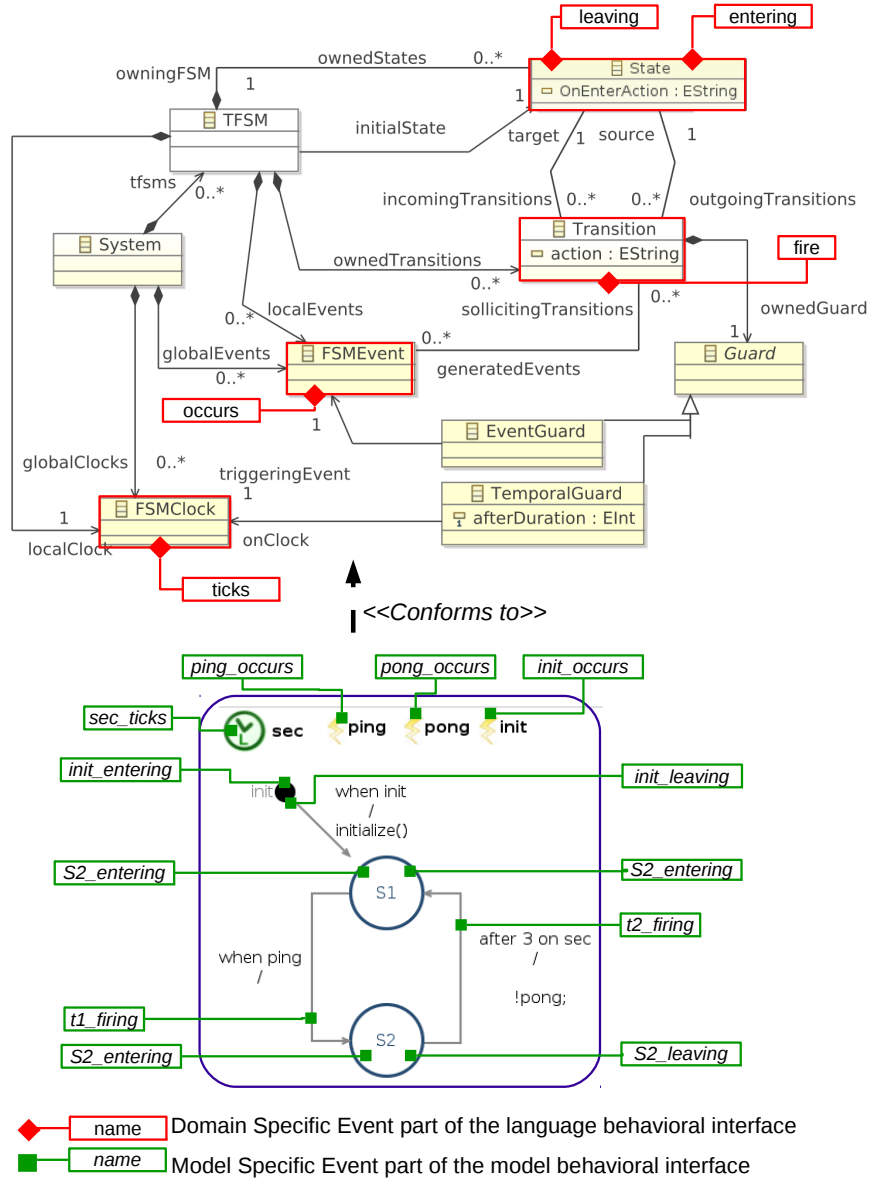 leaving
entering
ownedStates
0..*
owningFSM
1
State
OnEnterAction : EString
1
TFSM
initialState
target
1
source
1
tfsms
0..*
incomingTransitions
0..*
0..*
outgoingTransitions
System
Transition
action : EString
fire
ownedTransitions
0..*
sollicitingTransitions
0..*
localEvents
0..*
ownedGuard
1
globalEvents
0..*
FSMEvent
0..*
generatedEvents
Guard
occurs
1
EventGuard
globalClocks
0..*
triggeringEvent
1
TemporalGuard
afterDuration : EInt
FSMClock
1
localClock
onClock
ticks
<<Conforms to>>
ping_occurs
pong_occurs
init_occurs
sec_ticks
L
sec
ping
pong
init
init_entering
init
when init
/
initialize()
init_leaving
S2_entering
S1
S2_entering
t2_firing
after 3 on sec
/
!pong;
when ping
/
t1_firing
S2_entering
S2
S2_leaving
name
Domain Specific Event part of the language behavioral interface
name
Model Specific Event part of the model behavioral interface